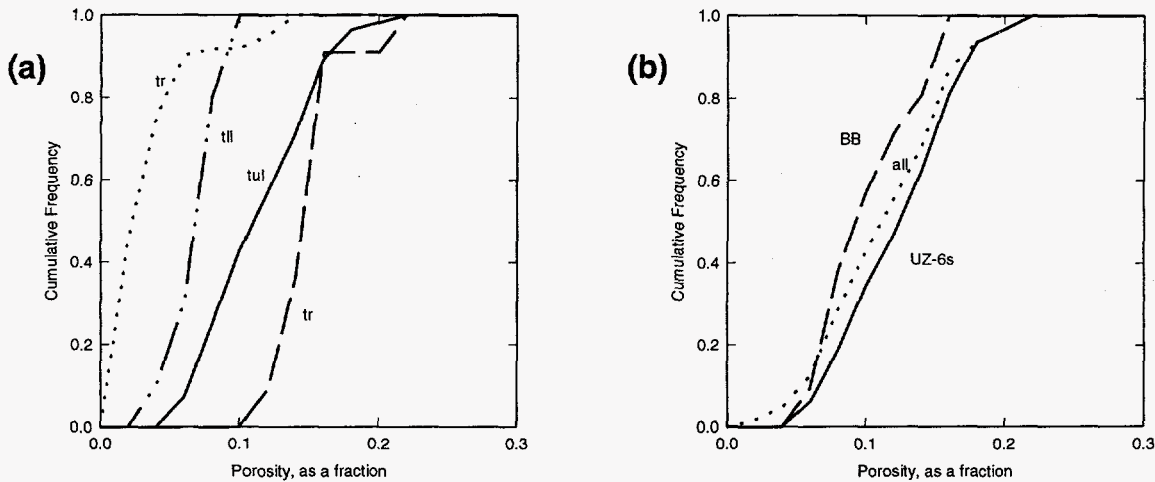 (a)
1.0
0.8
0.6
0.4
0.2
0.0
Cumulative Frequency
tr
tll
tul
tr
0.0
0.1
0.2
0.3
Porosity, as a fraction
(b)
1.0
0.8
0.6
0.4
0.2
0.0
Cumulative Frequency
BB
all
UZ-6s
0.0
0.1
0.2
0.3
Porosity, as a fraction